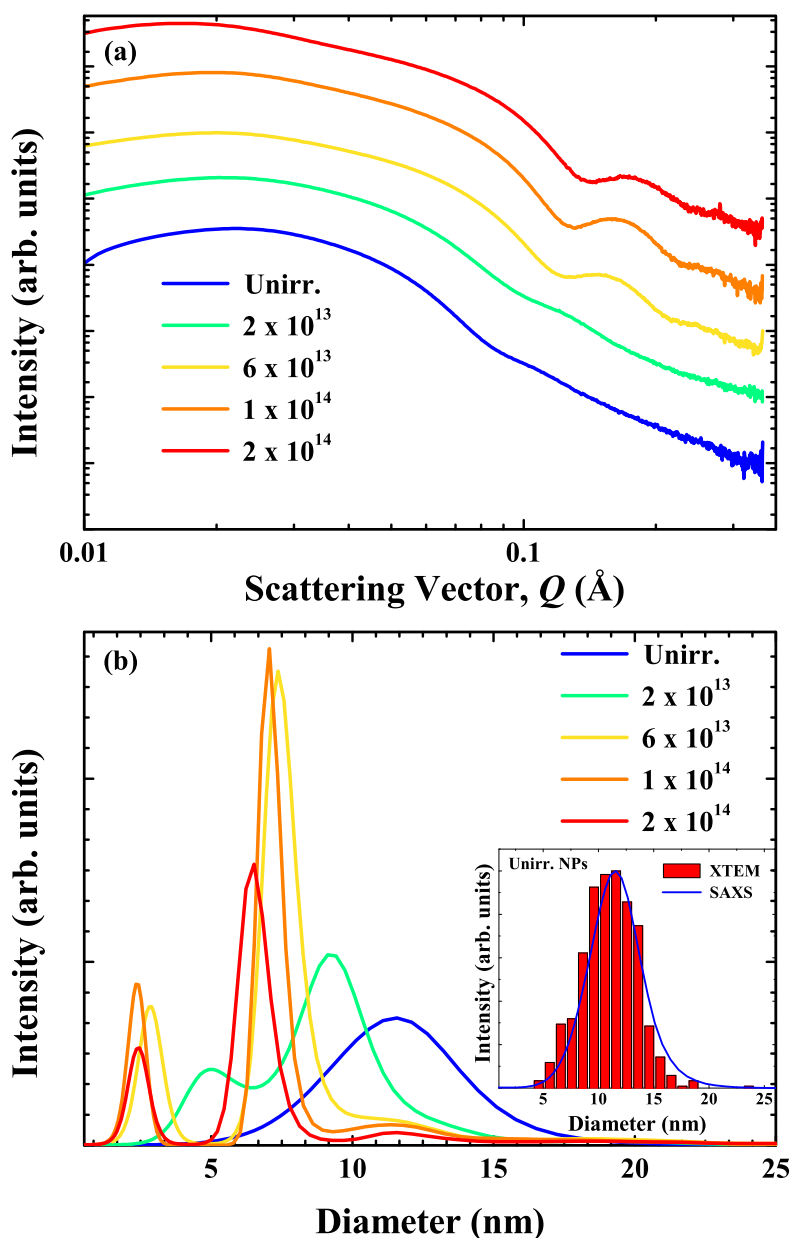 (a)
Intensity (arb. units)
Unirr.
2 x 10^13
6 x 10^13
1 x 10^14
2 x 10^14
0.01 0.1
Scattering Vector, Q (Å)
(b)
Intensity (arb. units)
Unirr.
2 x 10^13
6 x 10^13
1 x 10^14
2 x 10^14
Unirr. NPs
XTEM
SAXS
Intensity (arb. units)
5 10 15 20 25
Diameter (nm)
5 10 15 20 25
Diameter (nm)